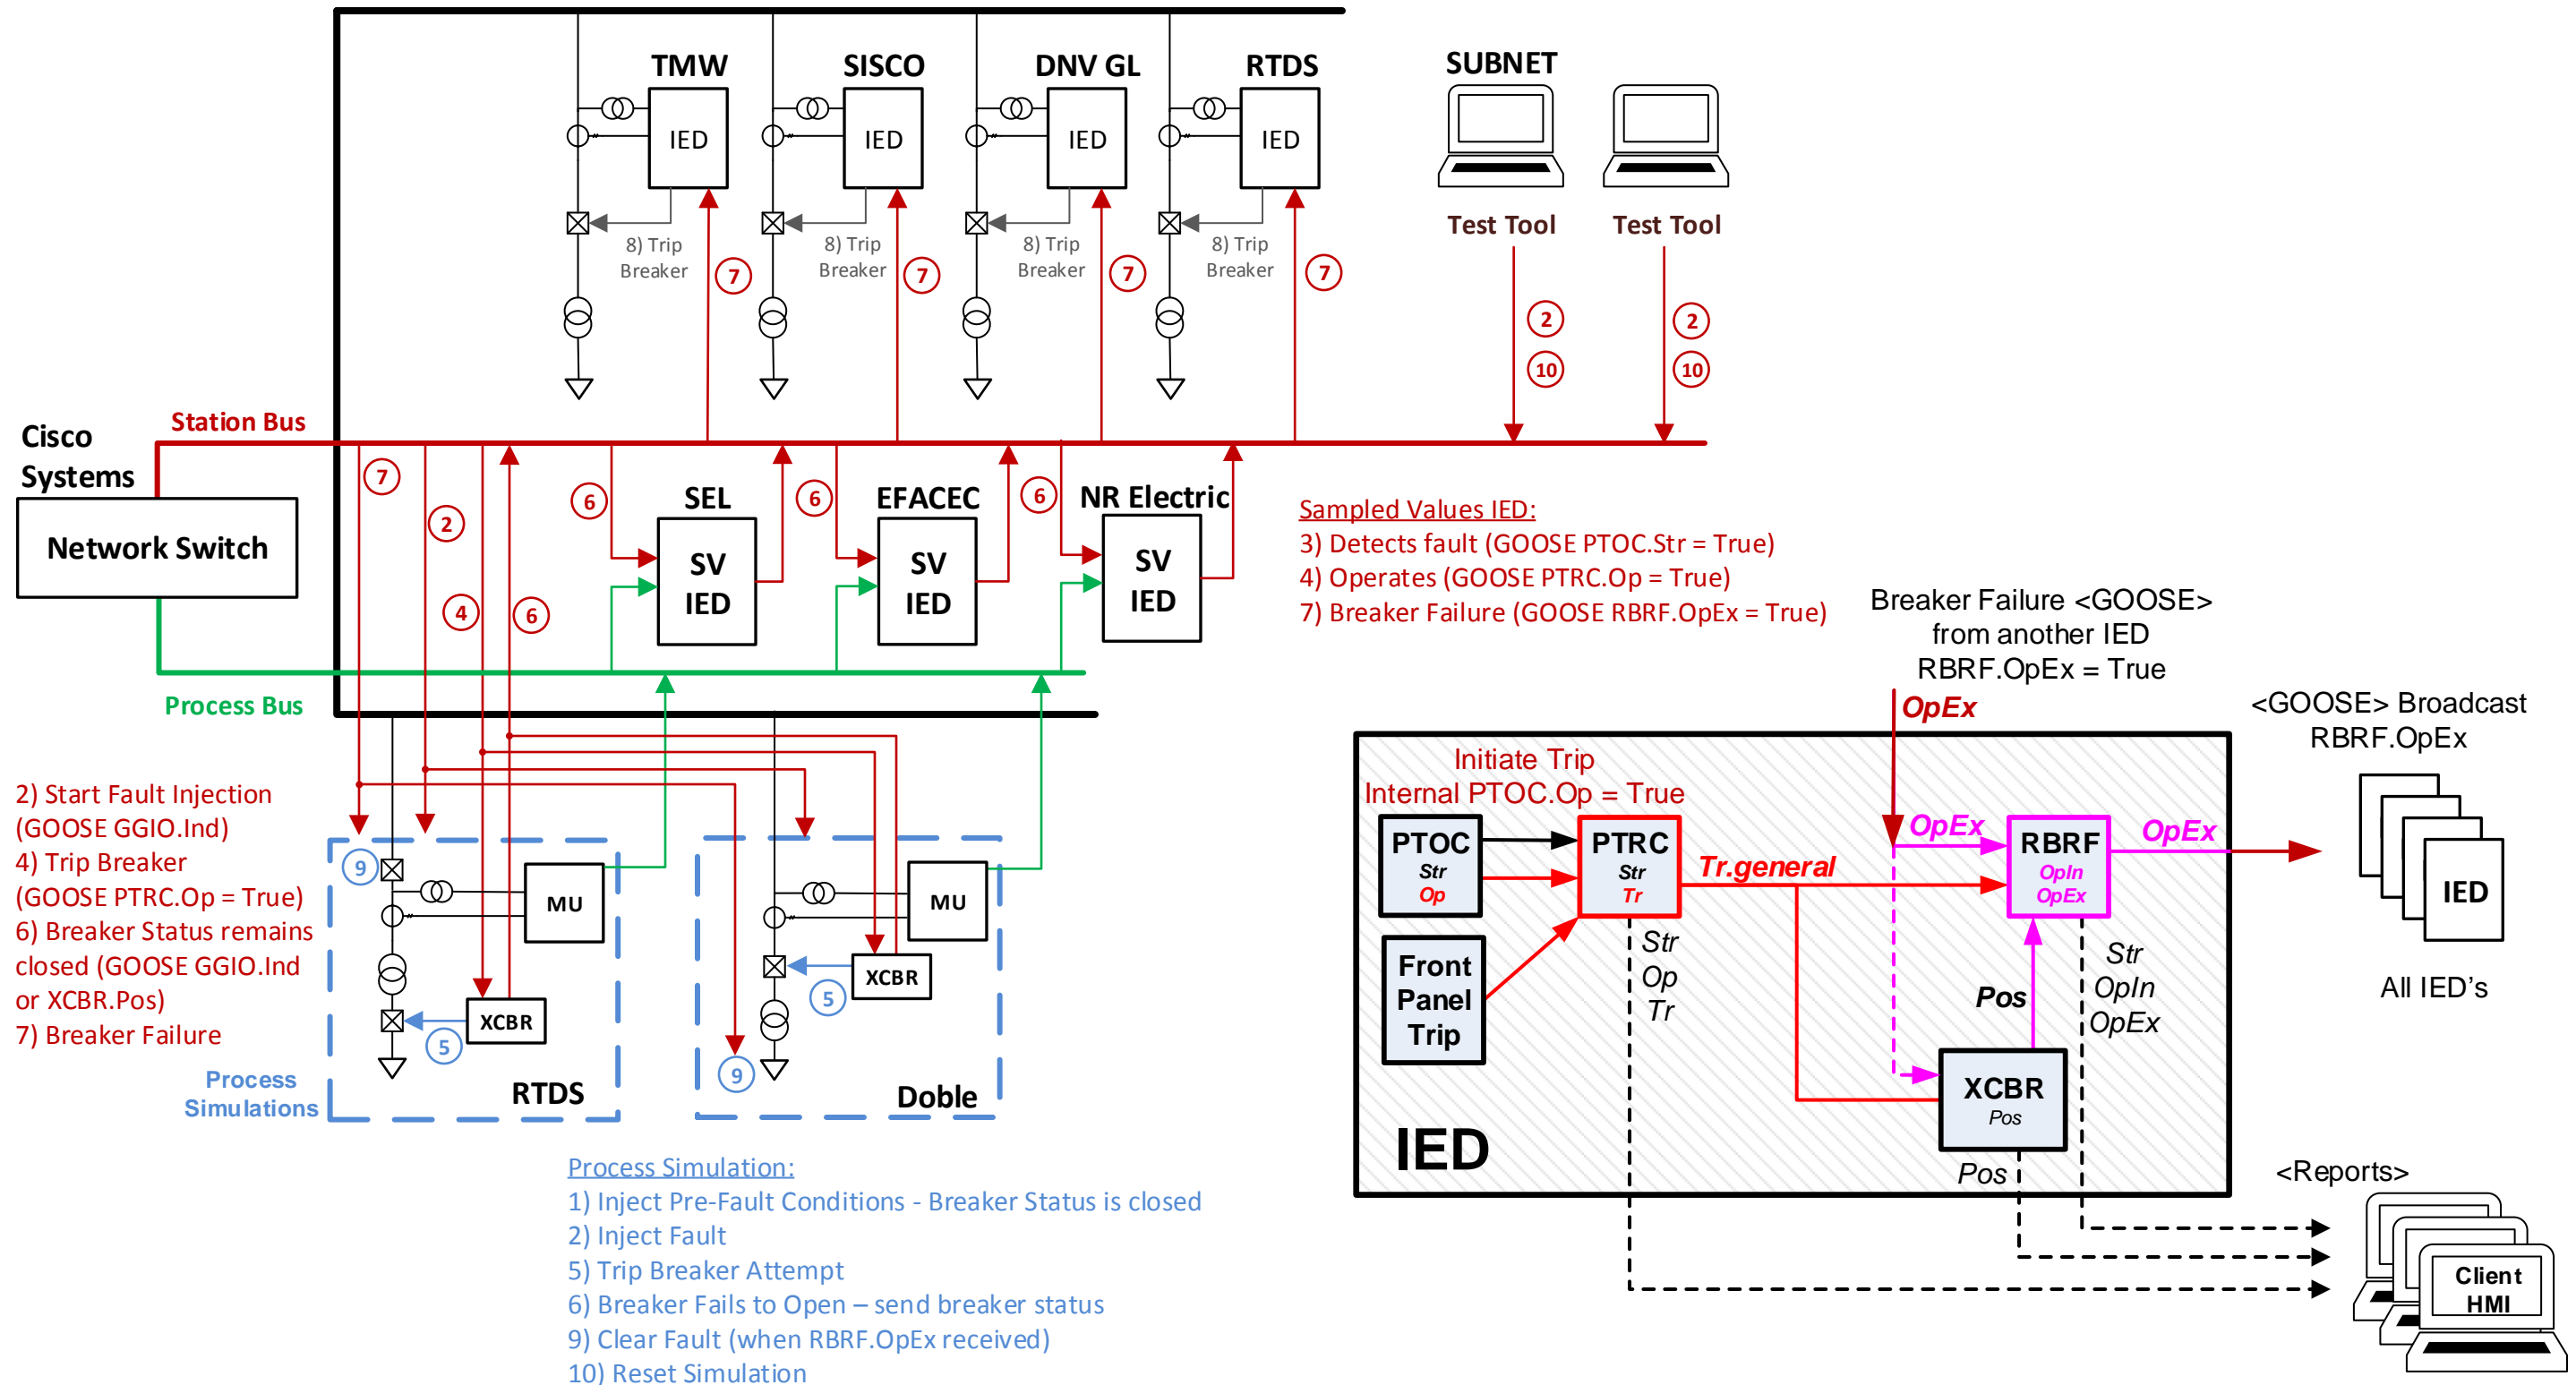 TMW
SISCO
DNV GL
RTDS
SUBNET
IED
IED
IED
IED
Test Tool
Test Tool
8) Trip
Breaker
8) Trip
Breaker
8) Trip
Breaker
8) Trip
Breaker
7
7
7
7
2
10
2
10
Station Bus
Cisco
Systems
Network Switch
Process Bus
7
2
4
6
6
SEL
SV
IED
6
EFACEC
SV
IED
6
NR Electric
SV
IED
Sampled Values IED:
3) Detects fault (GOOSE PTOC.Str = True)
4) Operates (GOOSE PTRC.Op = True)
7) Breaker Failure (GOOSE RBRF.OpEx = True)
2) Start Fault Injection
(GOOSE GGIO.Ind)
4) Trip Breaker
(GOOSE PTRC.Op = True)
6) Breaker Status remains
closed (GOOSE GGIO.Ind
or XCBR.Pos)
7) Breaker Failure
Process
Simulations
9
MU
XCBR
5
RTDS
MU
XCBR
5
9
Doble
Process Simulation:
1) Inject Pre-Fault Conditions - Breaker Status is closed
2) Inject Fault
5) Trip Breaker Attempt
6) Breaker Fails to Open – send breaker status
9) Clear Fault (when RBRF.OpEx received)
10) Reset Simulation
Breaker Failure <GOOSE>
from another IED
RBRF.OpEx = True
OpEx
<GOOSE> Broadcast
RBRF.OpEx
Initiate Trip
Internal PTOC.Op = True
PTOC
Str
Op
PTRC
Str
Tr
Tr.general
OpEx
RBRF
OpIn
OpEx
OpEx
IED
All IED's
Front
Panel
Trip
Str
Op
Tr
Pos
Str
OpIn
OpEx
XCBR
Pos
IED
Pos
<Reports>
Client
HMI